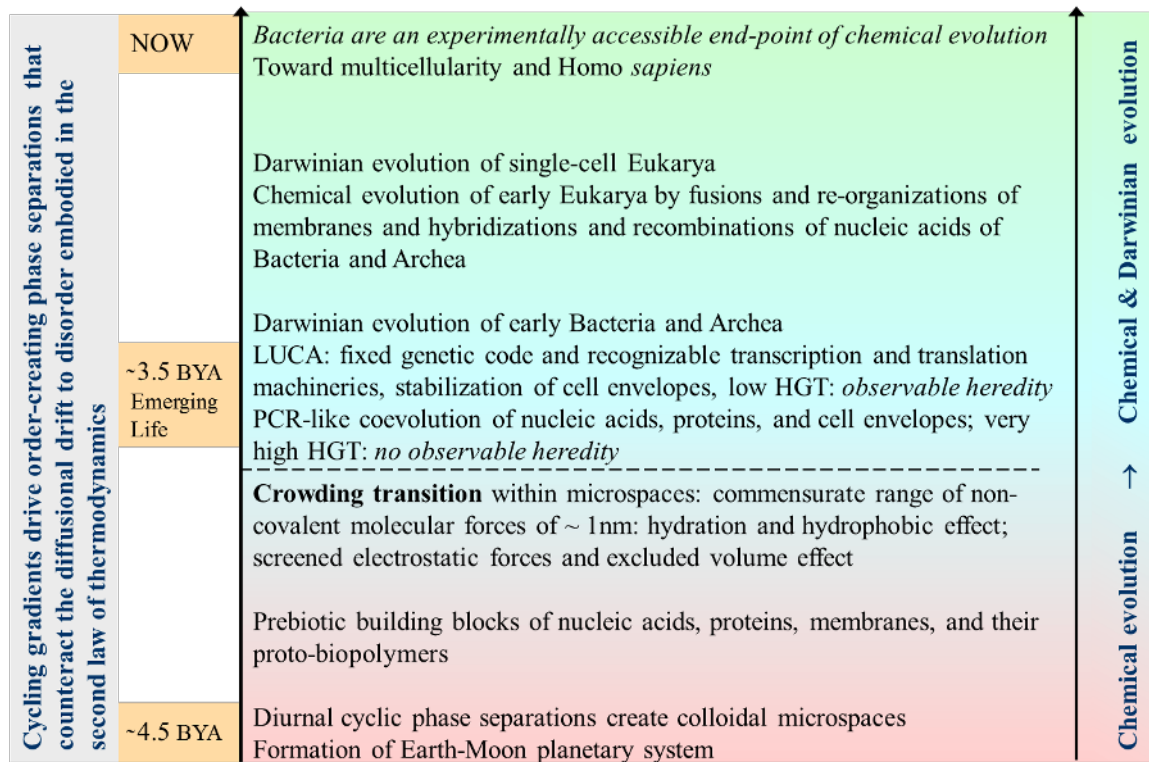 Cycling gradients drive order-creating phase separations that
counteract the diffusional drift to disorder embodied in the
second law of thermodynamics
NOW
Bacteria are an experimentally accessible end-point of chemical evolution
Toward multicellularity and Homo sapiens
Darwinian evolution of single-cell Eukarya
Chemical evolution of early Eukarya by fusions and re-organizations of
membranes and hybridizations and recombinations of nucleic acids of
Bacteria and Archea
~3.5 BYA
Emerging
Life
Darwinian evolution of early Bacteria and Archea
LUCA: fixed genetic code and recognizable transcription and translation
machineries, stabilization of cell envelopes, low HGT: observable heredity
PCR-like coevolution of nucleic acids, proteins, and cell envelopes; very
high HGT: no observable heredity
Crowding transition within microspaces: commensurate range of non-
covalent molecular forces of ~ 1nm: hydration and hydrophobic effect;
screened electrostatic forces and excluded volume effect
Prebiotic building blocks of nucleic acids, proteins, membranes, and their
proto-biopolymers
~4.5 BYA
Diurnal cyclic phase separations create colloidal microspaces
Formation of Earth-Moon planetary system
Chemical evolution → Chemical & Darwinian evolution